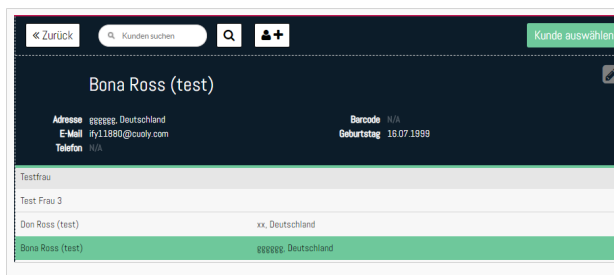 « Zurück Kunden suchen Kunde auswählen
Bona Ross (test)
Adresse gggggg, Deutschland Barcode N/A
E-Mail ify11880@cuoly.com Geburtstag 16.07.1999
Telefon N/A
Testfrau
Test Frau 3
Don Ross (test) xx, Deutschland
Bona Ross (test) gggggg, Deutschland